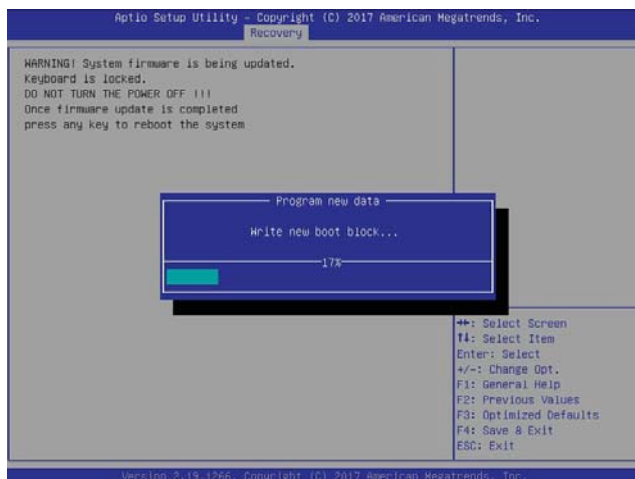 Aptio Setup Utility - Copyright (C) 2017 American Megatrends, Inc.
Recovery
WARNING! System firmware is being updated.
Keyboard is locked.
DO NOT TURN THE POWER OFF !!!
Once firmware update is completed
press any key to reboot the system
Program new data
Write new boot block...
17%
→←: Select Screen
↑↓: Select Item
Enter: Select
+/-: Change Opt.
F1: General Help
F2: Previous Values
F3: Optimized Defaults
F4: Save & Exit
ESC: Exit
Version 2.19.1266. Copyright (C) 2017 American Megatrends, Inc.